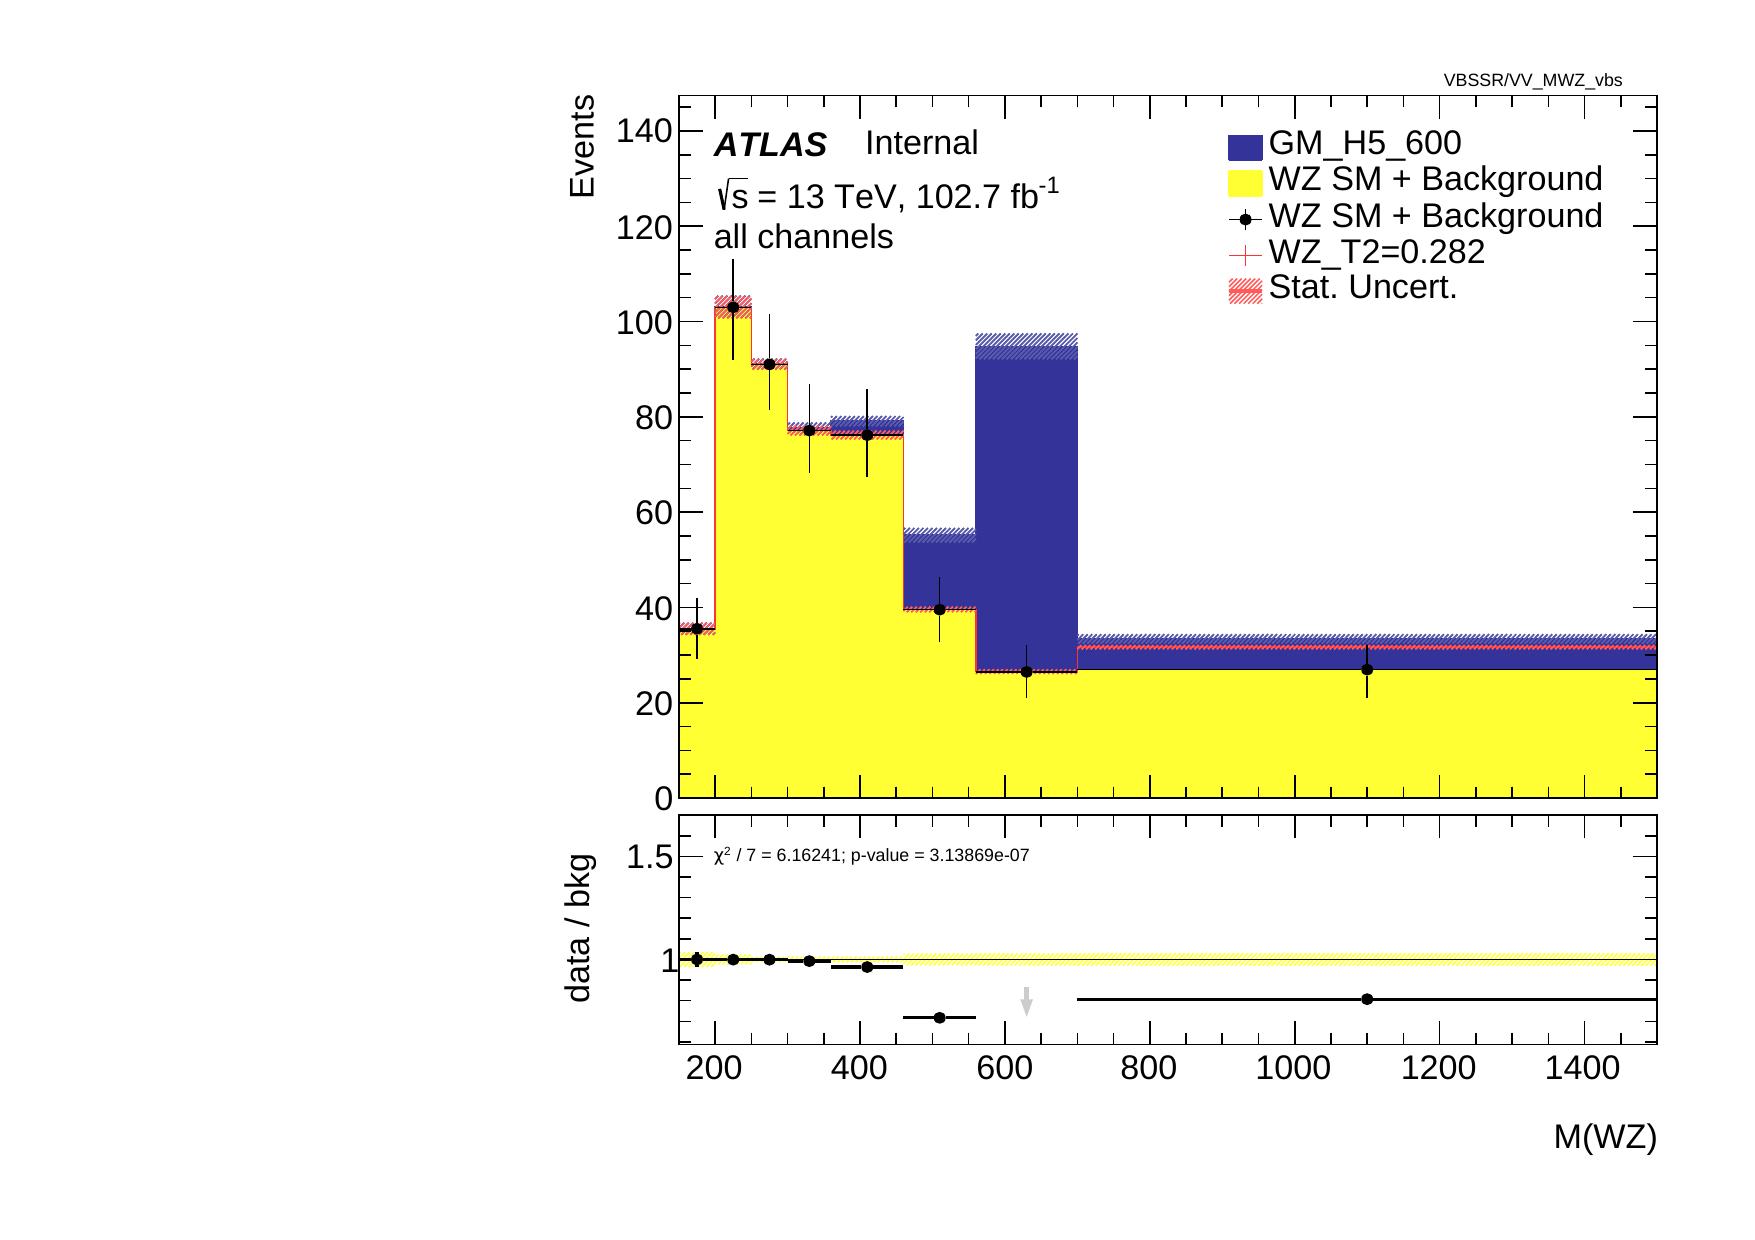 VBSSR/VV_MWZ_vbs
Events
140
120
100
80
60
40
20
0
ATLAS Internal
√s = 13 TeV, 102.7 fb⁻¹
all channels
GM_H5_600
WZ SM + Background
WZ SM + Background
WZ_T2=0.282
Stat. Uncert.
data / bkg
1.5
1
χ² / 7 = 6.16241; p-value = 3.13869e-07
200 400 600 800 1000 1200 1400
M(WZ)